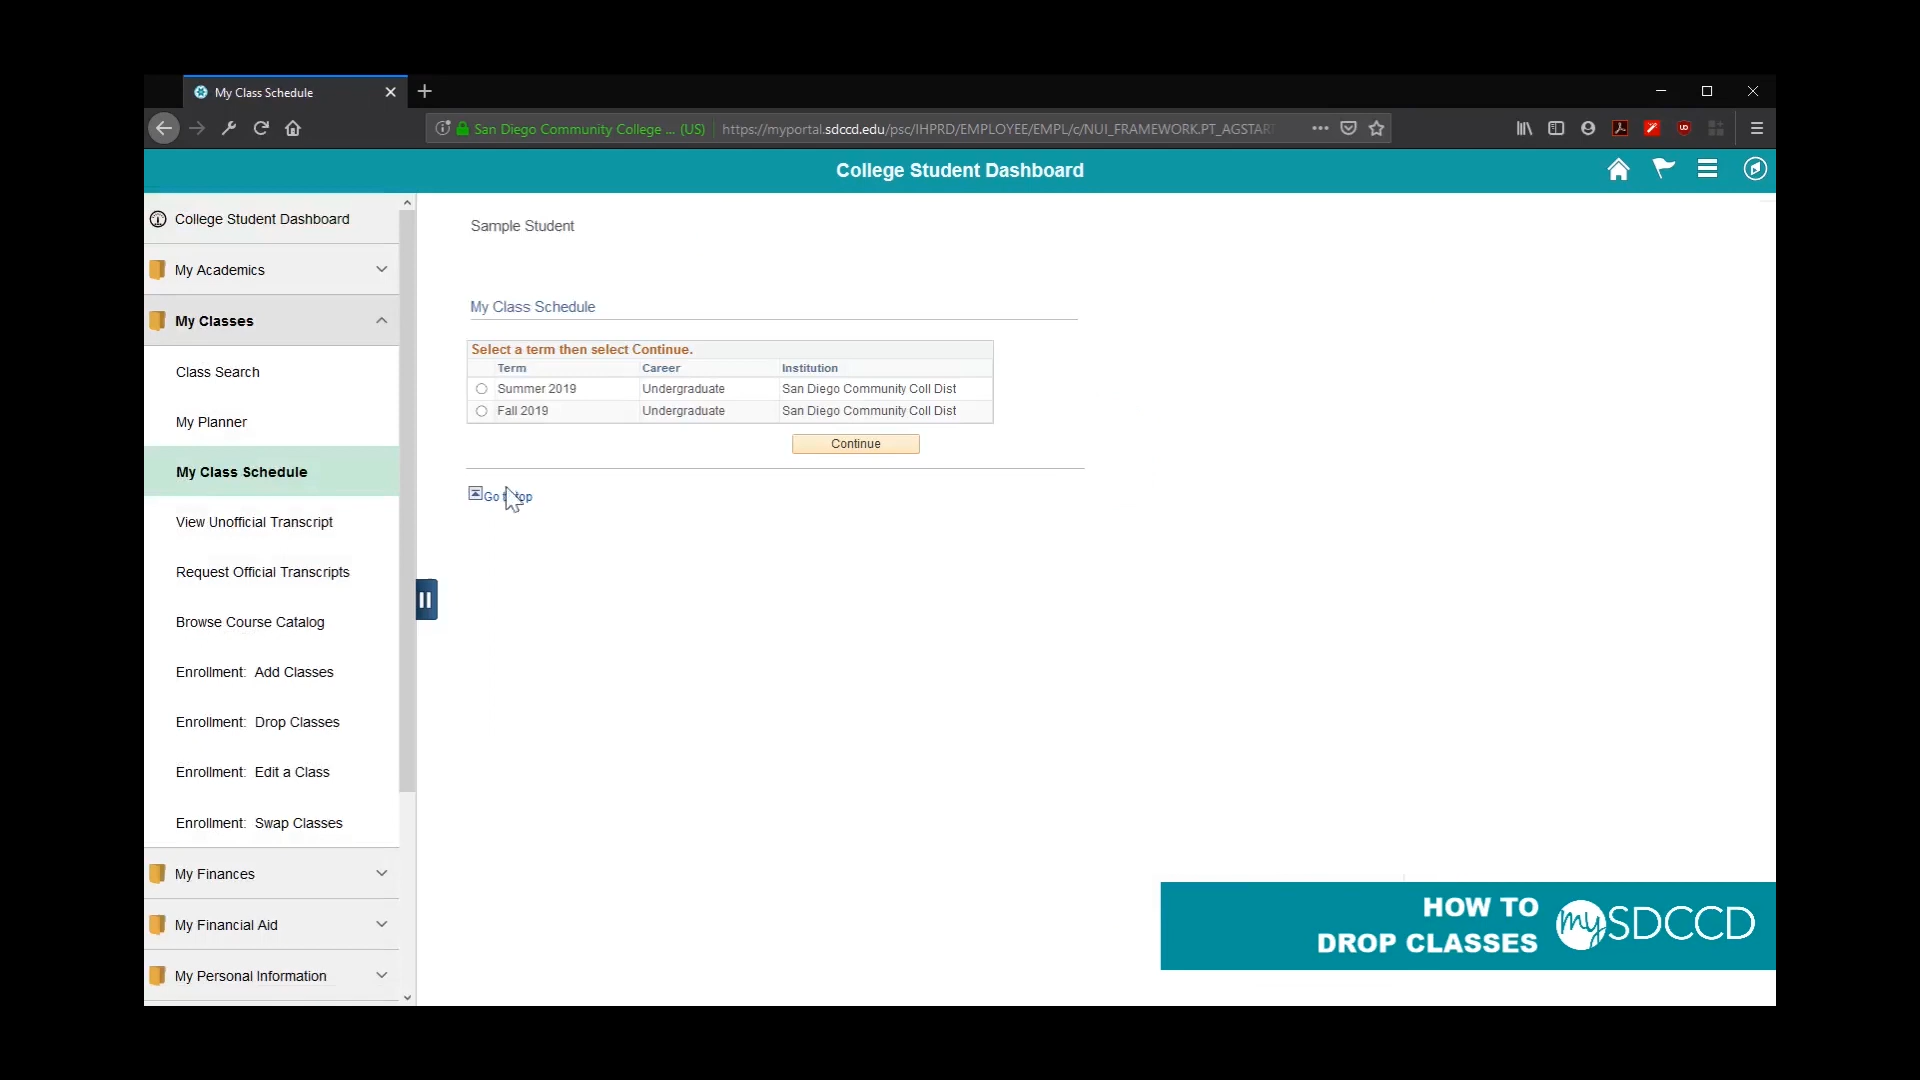 My Class Schedule
San Diego Community College ... (US)
https://myportal.sdccd.edu/psc/IHPRD/EMPLOYEE/EMPL/c/NUI_FRAMEWORK.PT_AGSTART
College Student Dashboard
College Student Dashboard
My Academics
My Classes
Class Search
My Planner
My Class Schedule
View Unofficial Transcript
Request Official Transcripts
Browse Course Catalog
Enrollment: Add Classes
Enrollment: Drop Classes
Enrollment: Edit a Class
Enrollment: Swap Classes
My Finances
My Financial Aid
My Personal Information
Sample Student
My Class Schedule
Select a term then select Continue.
Term Career Institution
Summer 2019 Undergraduate San Diego Community Coll Dist
Fall 2019 Undergraduate San Diego Community Coll Dist
Continue
Go to top
HOW TO
DROP CLASSES
mySDCCD